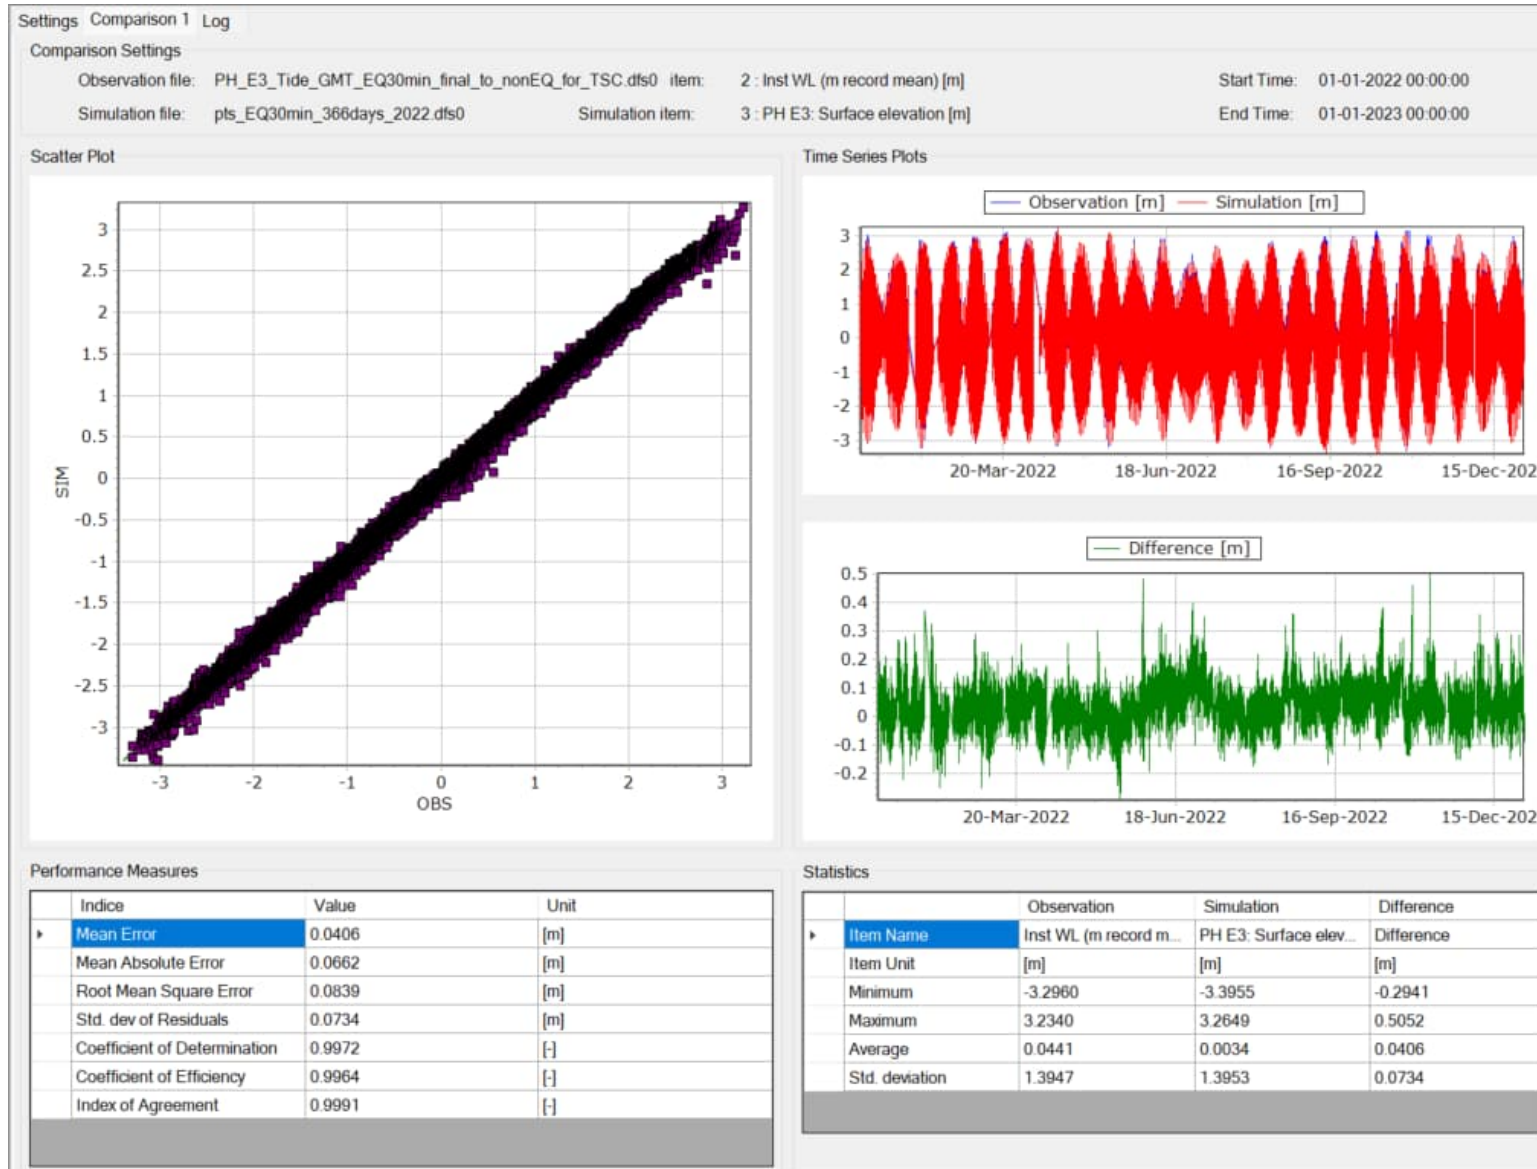 Settings Comparison 1 Log
Comparison Settings
Observation file: PH_E3_Tide_GMT_EQ30min_final_to_nonEQ_for_TSC.dfs0 item: 2 : Inst WL (m record mean) [m] Start Time: 01-01-2022 00:00:00
Simulation file: pts_EQ30min_366days_2022.dfs0 Simulation item: 3 : PH E3: Surface elevation [m] End Time: 01-01-2023 00:00:00
Scatter Plot
3
2.5
2
1.5
1
0.5
0
-0.5
-1
-1.5
-2
-2.5
-3
SIM
-3 -2 -1 0 1 2 3
OBS
Time Series Plots
Observation [m] Simulation [m]
3
2
1
0
-1
-2
-3
20-Mar-2022 18-Jun-2022 16-Sep-2022 15-Dec-202
Difference [m]
0.5
0.4
0.3
0.2
0.1
0
-0.1
-0.2
20-Mar-2022 18-Jun-2022 16-Sep-2022 15-Dec-202
Performance Measures
Indice Value Unit
Mean Error 0.0406 [m]
Mean Absolute Error 0.0662 [m]
Root Mean Square Error 0.0839 [m]
Std. dev of Residuals 0.0734 [m]
Coefficient of Determination 0.9972 [-]
Coefficient of Efficiency 0.9964 [-]
Index of Agreement 0.9991 [-]
Statistics
Observation Simulation Difference
Item Name Inst WL (m record m... PH E3: Surface elev... Difference
Item Unit [m] [m] [m]
Minimum -3.2960 -3.3955 -0.2941
Maximum 3.2340 3.2649 0.5052
Average 0.0441 0.0034 0.0406
Std. deviation 1.3947 1.3953 0.0734